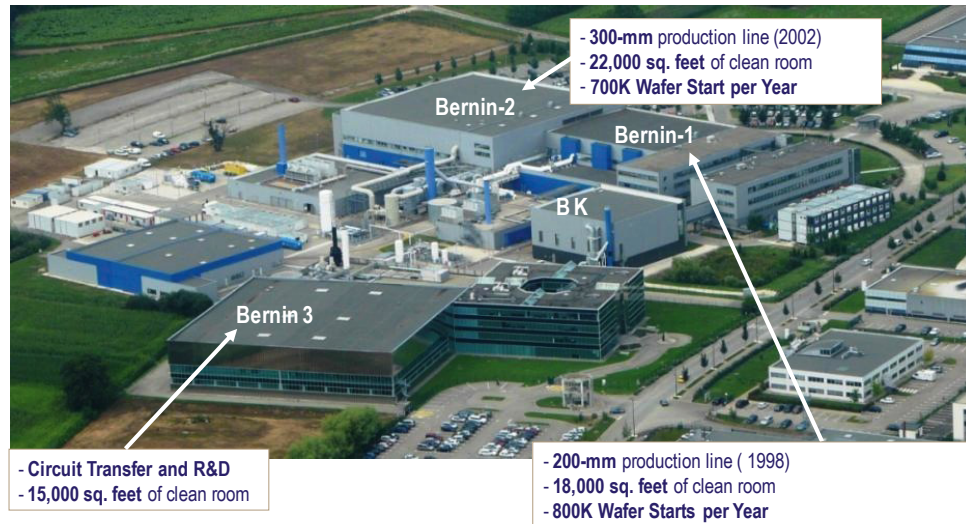 - 300-mm production line (2002)
- 22,000 sq. feet of clean room
- 700K Wafer Start per Year
Bernin-2
Bernin-1
BK
Bernin 3
- Circuit Transfer and R&D
- 15,000 sq. feet of clean room
- 200-mm production line ( 1998)
- 18,000 sq. feet of clean room
- 800K Wafer Starts per Year